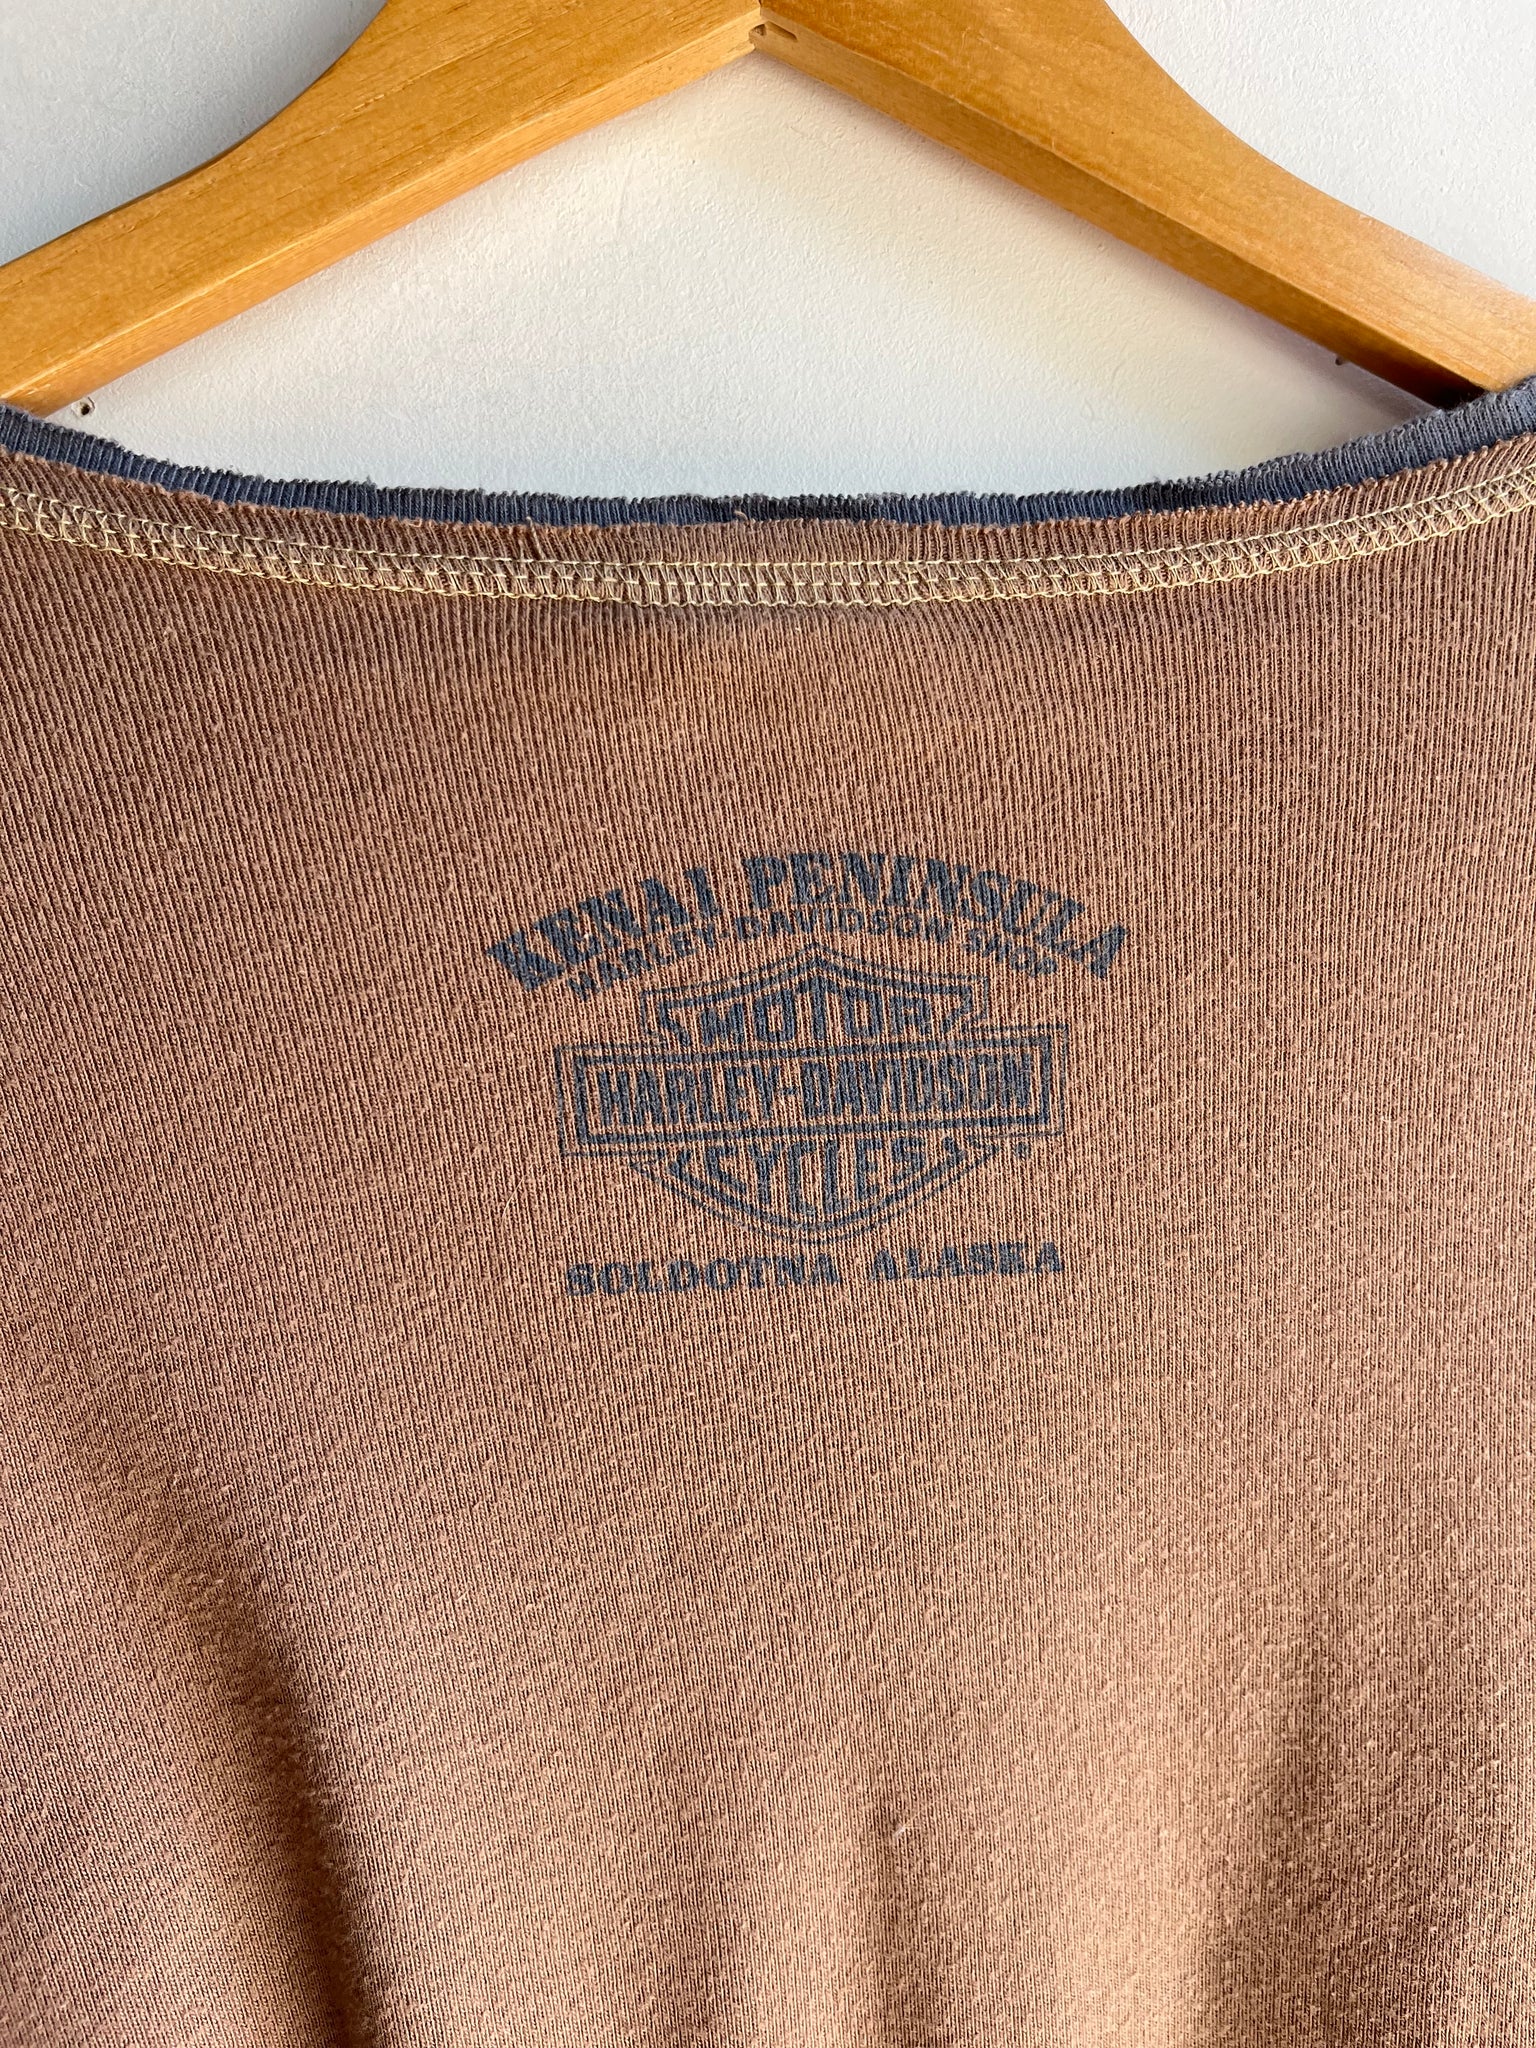 KENAI PENINSULA
HARLEY-DAVIDSON SHOP
MOTOR
HARLEY-DAVIDSON
CYCLES
®
SOLDOTNA ALASKA